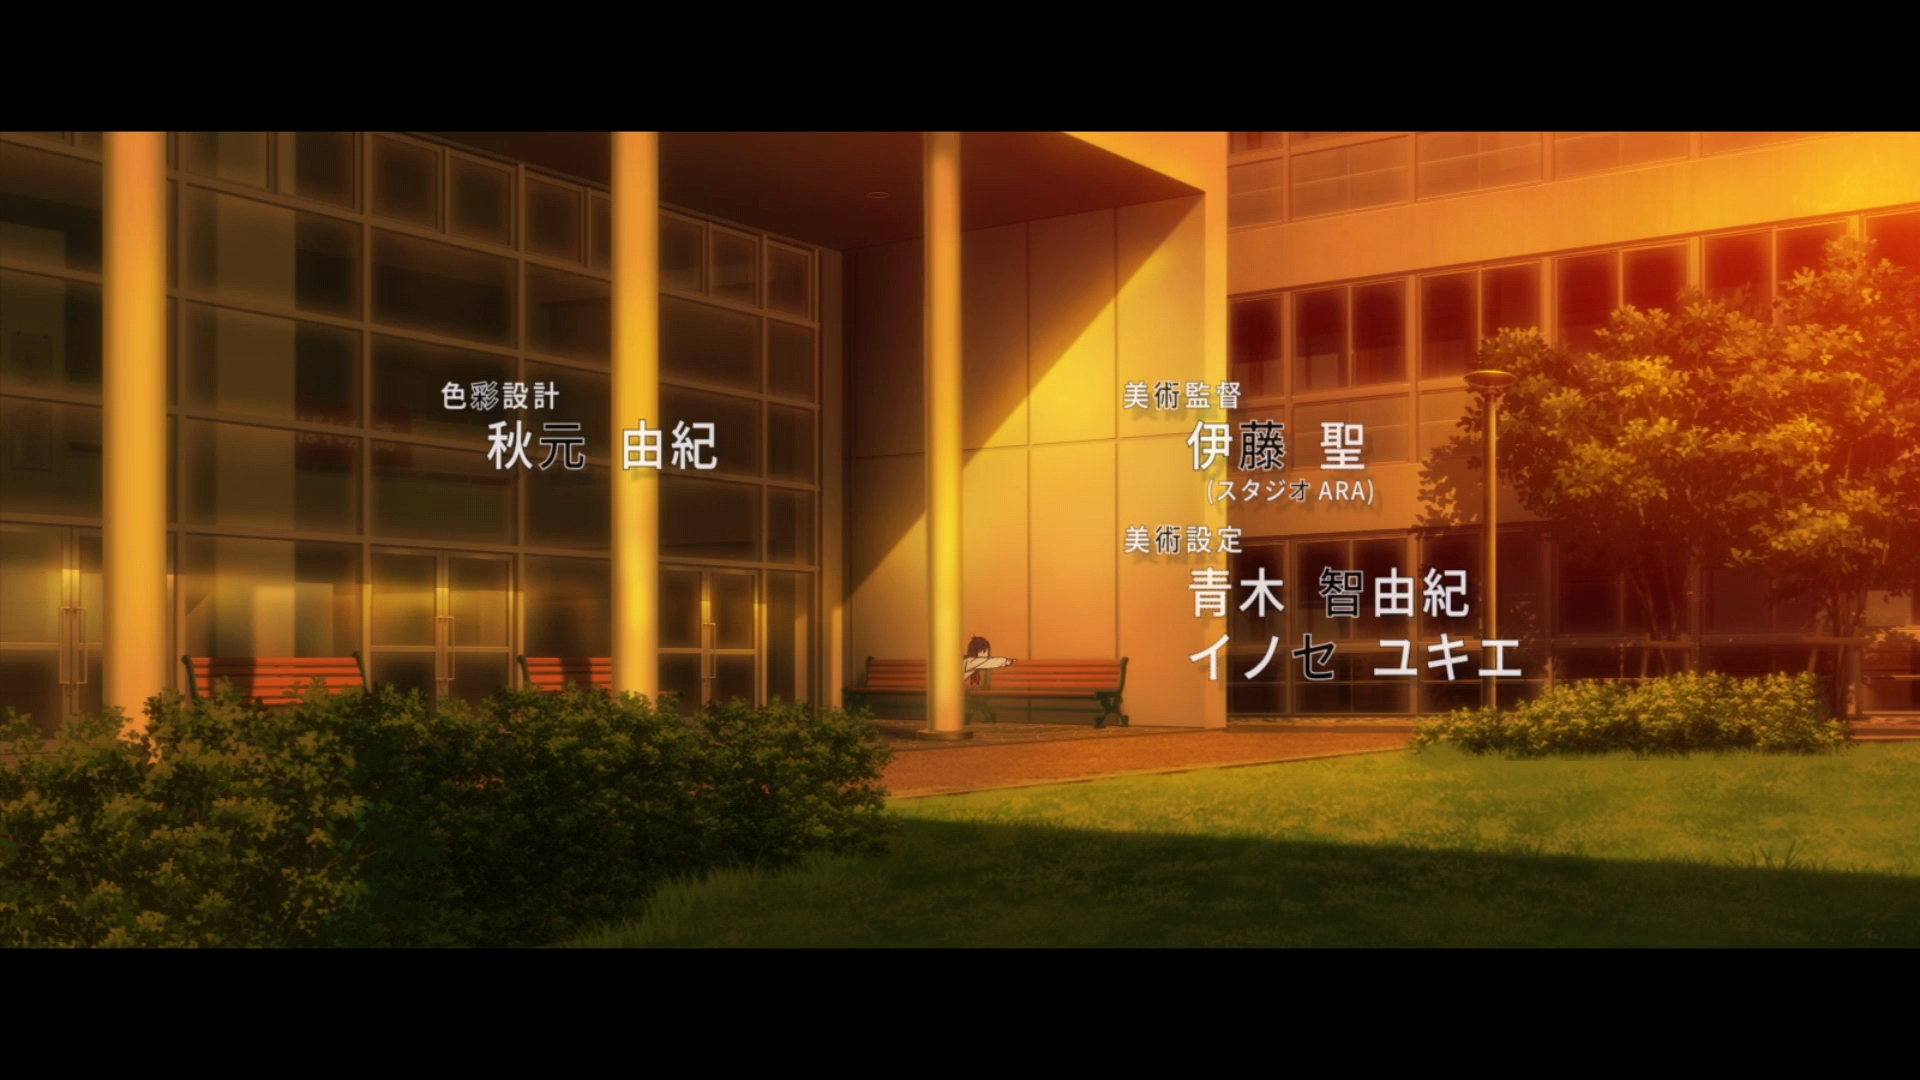 色彩設計
秋元 由紀
美術監督
伊藤 聖
(スタジオ ARA)
美術設定
青木 智由紀
イノセ ユキエ